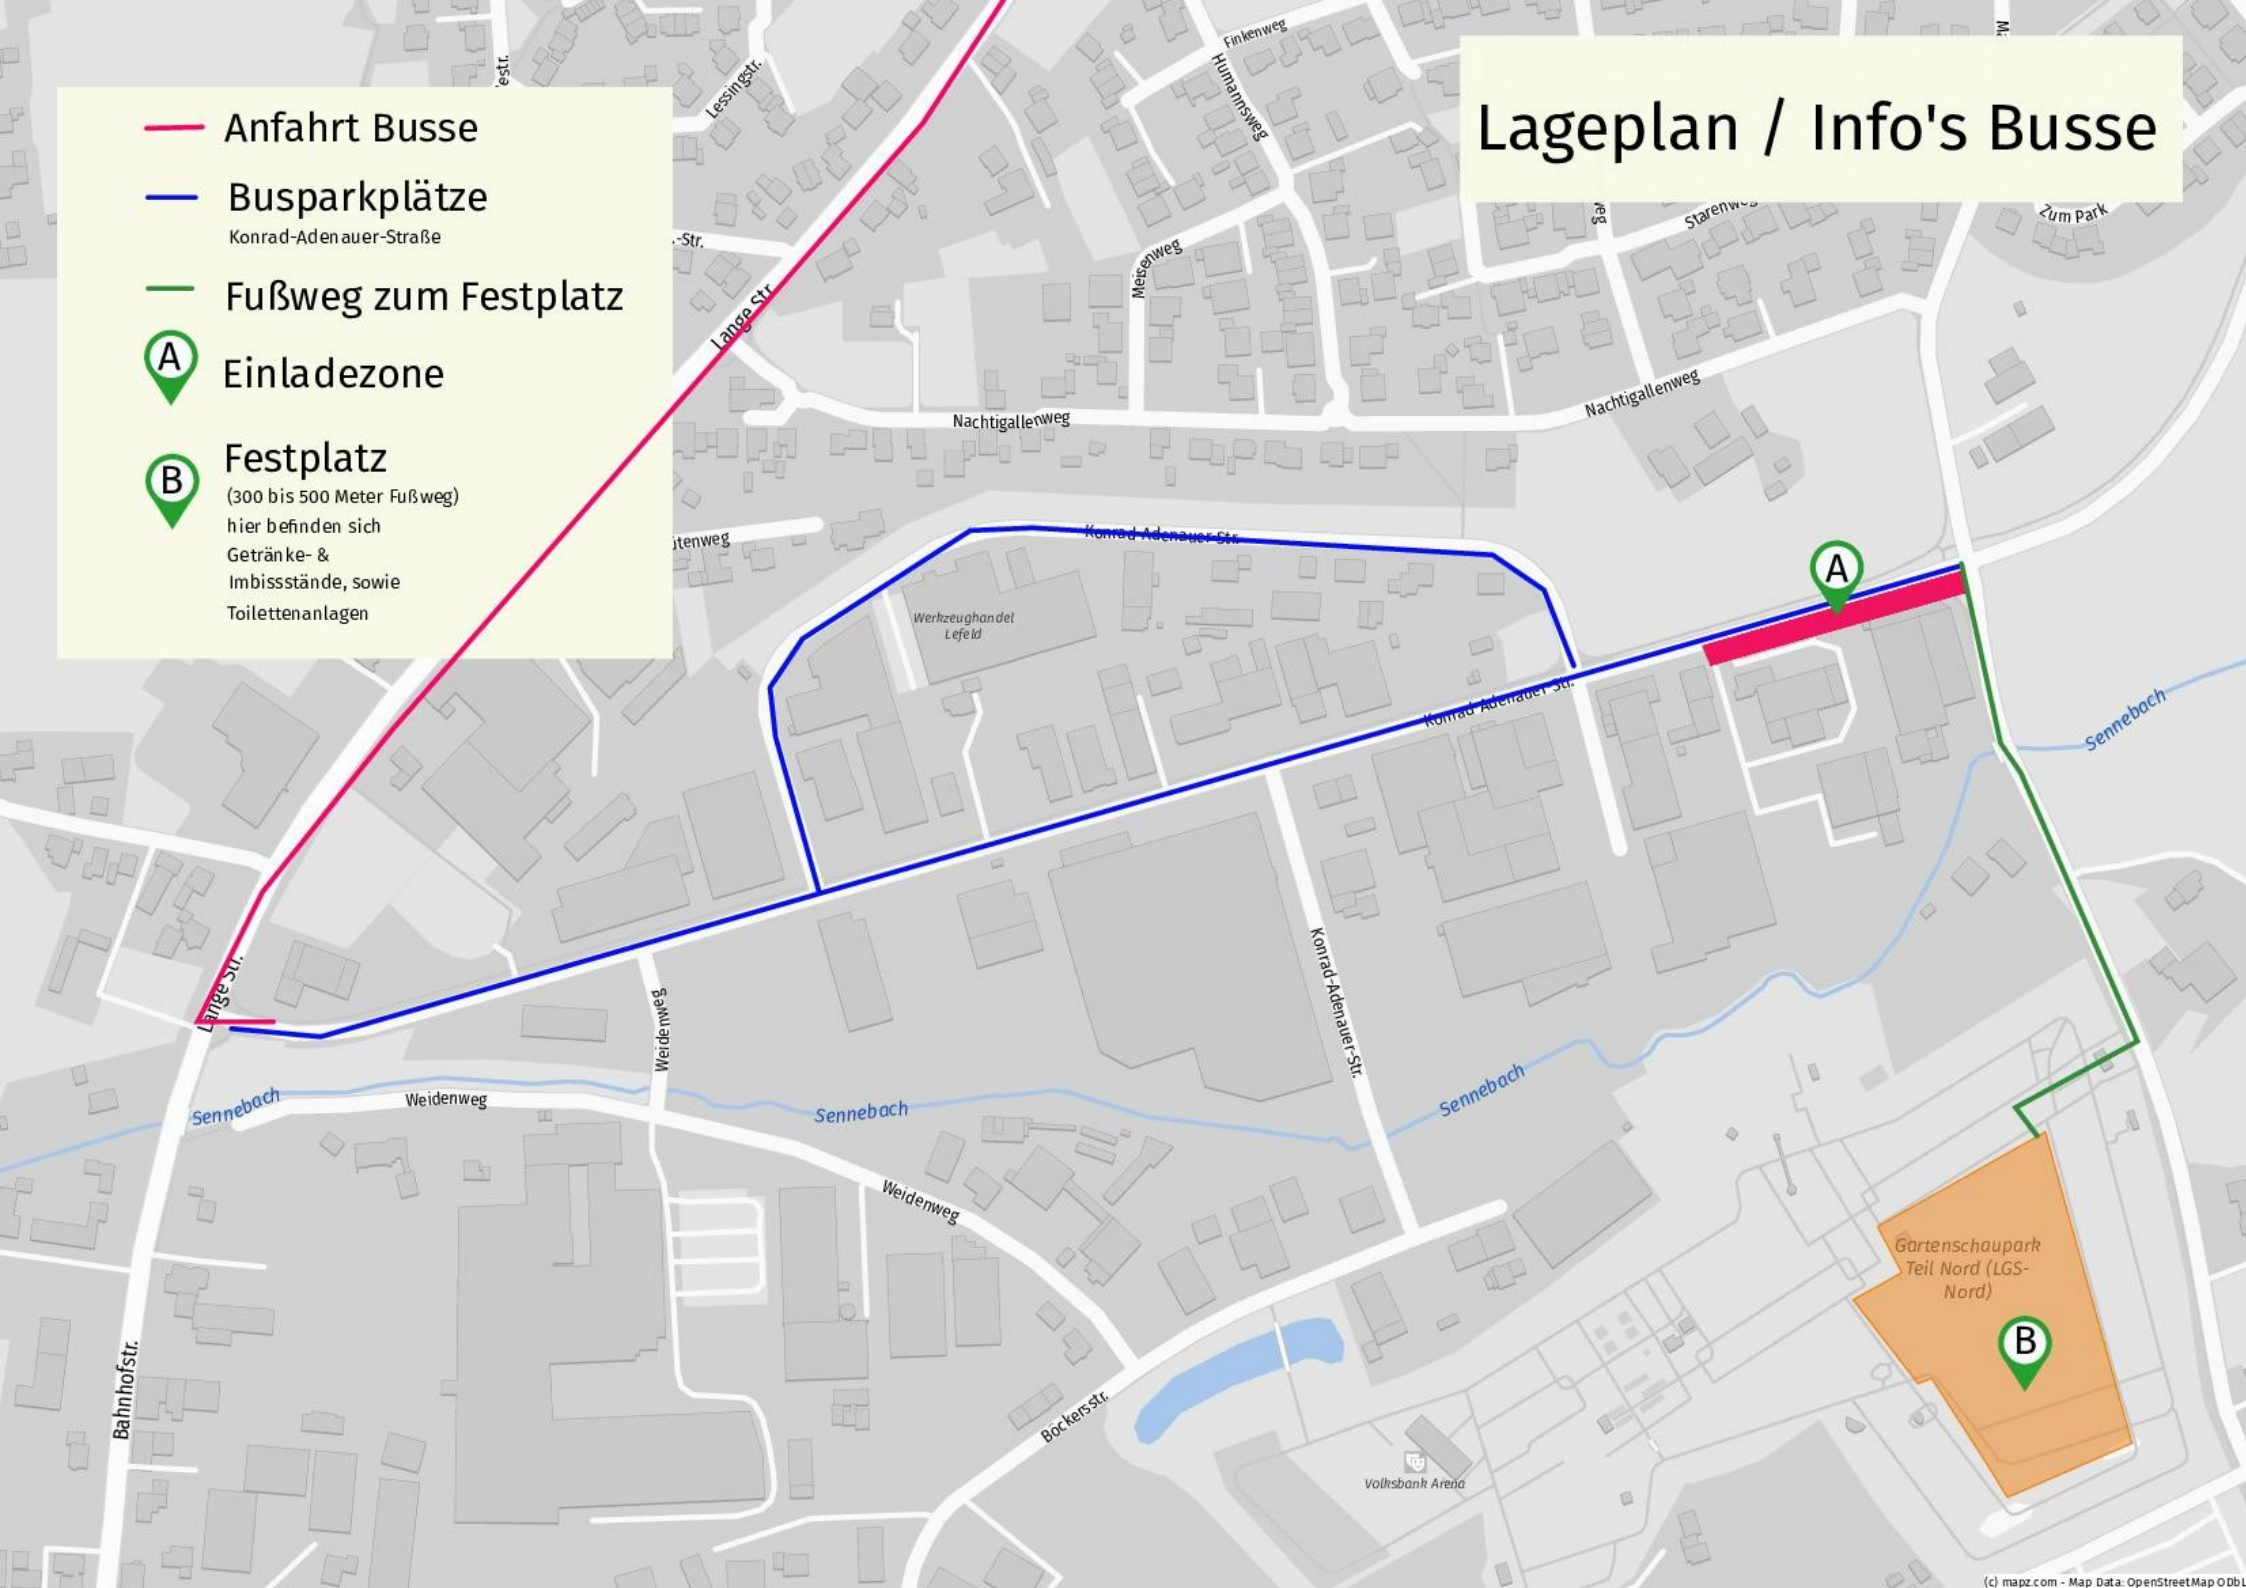 Lageplan / Info's Busse
Anfahrt Busse
Busparkplätze
Konrad-Adenauer-Straße
Fußweg zum Festplatz
A
Einladezone
B
Festplatz
(300 bis 500 Meter Fußweg)
hier befinden sich
Getränke- &
Imbissstände, sowie
Toilettenanlagen
estr.
Lessingstr.
Finkenweg
Humannsweg
Starenweg
Zum Park
.-Str.
Meisenweg
Lange Str.
Nachtigallenweg
Nachtigallenweg
Konrad-Adenauer-Str.
A
Werkzeughandel
Lefeld
Konrad-Adenauer-Str.
Sennebach
Lange Str.
Konrad-Adenauer-Str.
Weidenweg
Sennebach
Weidenweg
Sennebach
Sennebach
Weidenweg
Gartenschaupark
Teil Nord (LGS-
Nord)
B
Bahnhofstr.
Böckersstr.
Volksbank Arena
(c) mapz.com - Map Data: OpenStreetMap ODbL